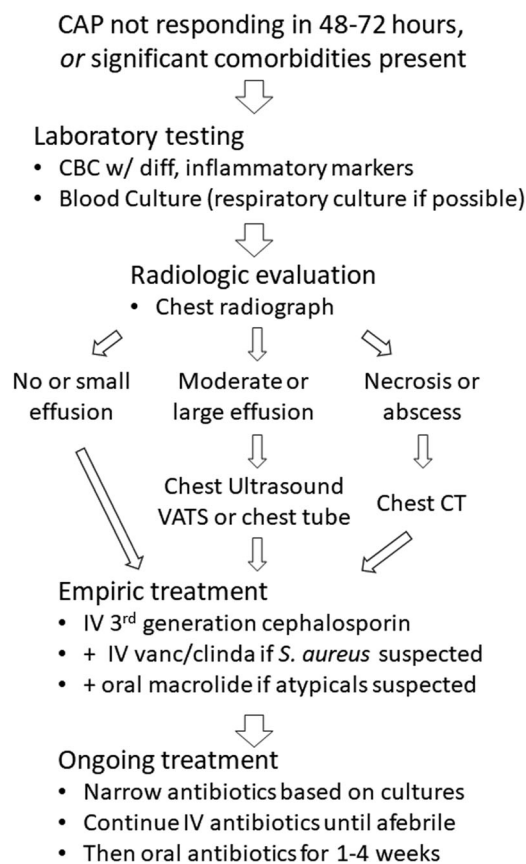 CAP not responding in 48-72 hours,
or significant comorbidities present
Laboratory testing
• CBC w/ diff, inflammatory markers
• Blood Culture (respiratory culture if possible)
Radiologic evaluation
• Chest radiograph
No or small
effusion
Moderate or
large effusion
Necrosis or
abscess
Chest Ultrasound
VATS or chest tube
Chest CT
Empiric treatment
• IV 3rd generation cephalosporin
• + IV vanc/clinda if S. aureus suspected
• + oral macrolide if atypicals suspected
Ongoing treatment
• Narrow antibiotics based on cultures
• Continue IV antibiotics until afebrile
• Then oral antibiotics for 1-4 weeks